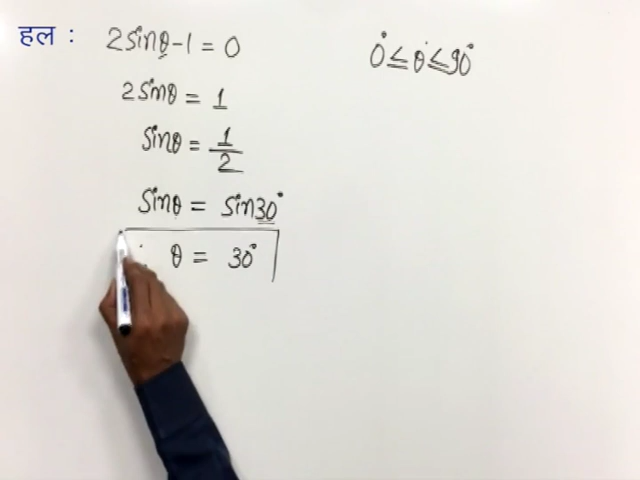 हल : 2sinθ-1 = 0
0° ≤ θ ≤ 90°
2sinθ = 1
sinθ = 1/2
sinθ = sin30°
∴ θ = 30°